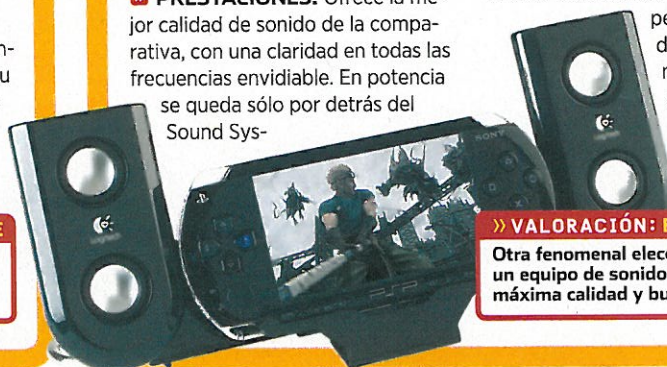 PRESTACIONES: Ofrece la me-
jor calidad de sonido de la compa-
rativa, con una claridad en todas las
frecuencias envidiable. En potencia
se queda sólo por detrás del
Sound Sys-
SONY
PSP
» VALORACIÓN:
Otra fenomenal elecc
un equipo de sonido
máxima calidad y bu